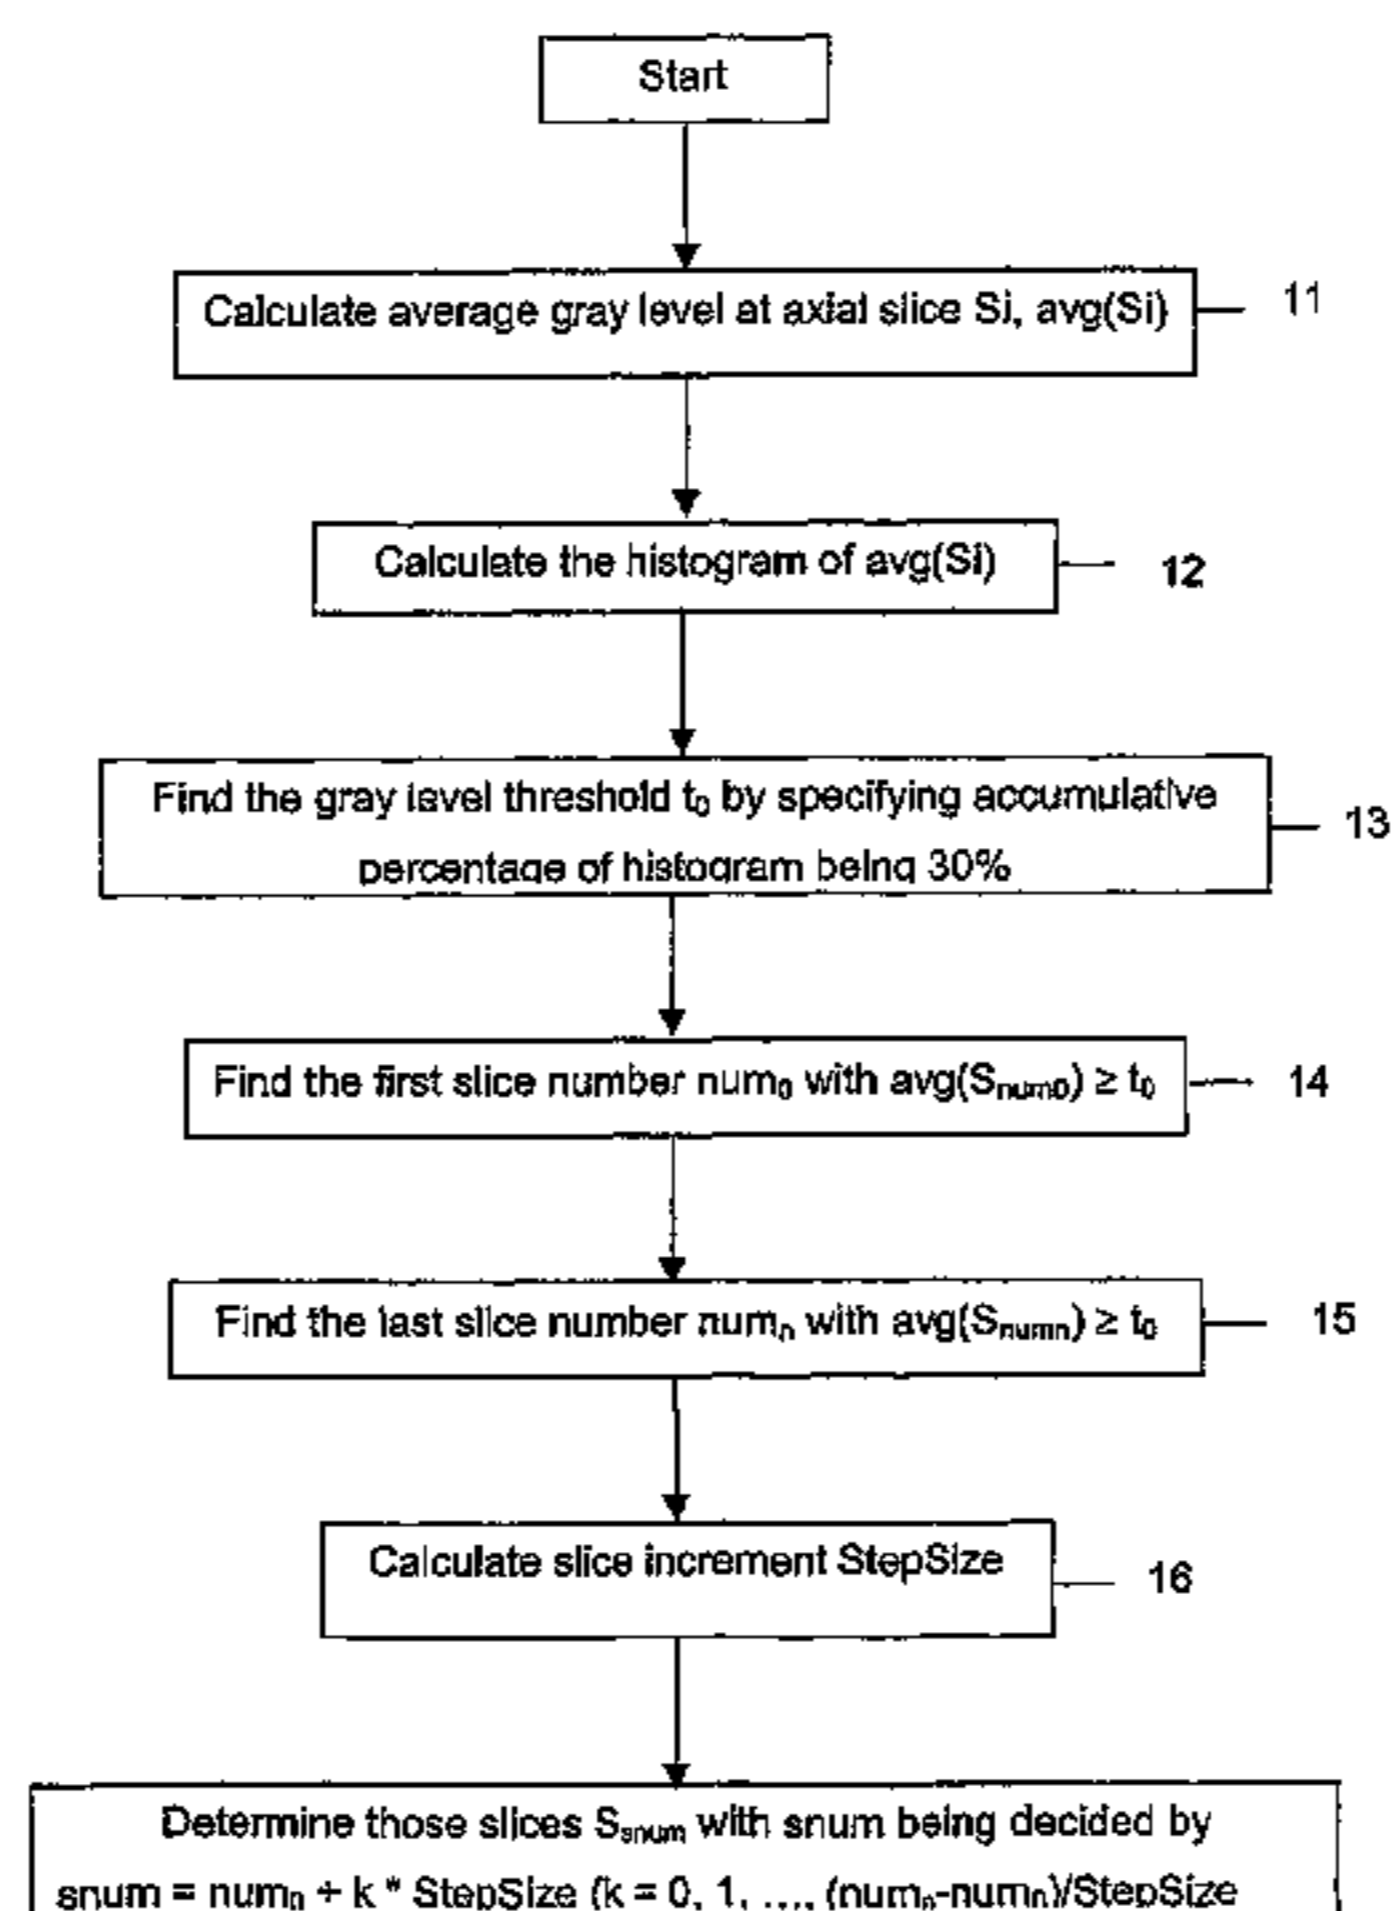 Start
Calculate average gray level at axial slice Si, avg(Si)
11
Calculate the histogram of avg(Si)
12
Find the gray level threshold t₀ by specifying accumulative
percentage of histogram being 30%
13
Find the first slice number num₀ with avg(Sₙᵤₘ₀) ≥ t₀
14
Find the last slice number numₙ with avg(Sₙᵤₘₙ) ≥ t₀
15
Calculate slice increment StepSize
16
Determine those slices Sₛₙᵤₘ with snum being decided by
snum = num₀ + k * StepSize (k = 0, 1, ..., (numₙ-num₀)/StepSize